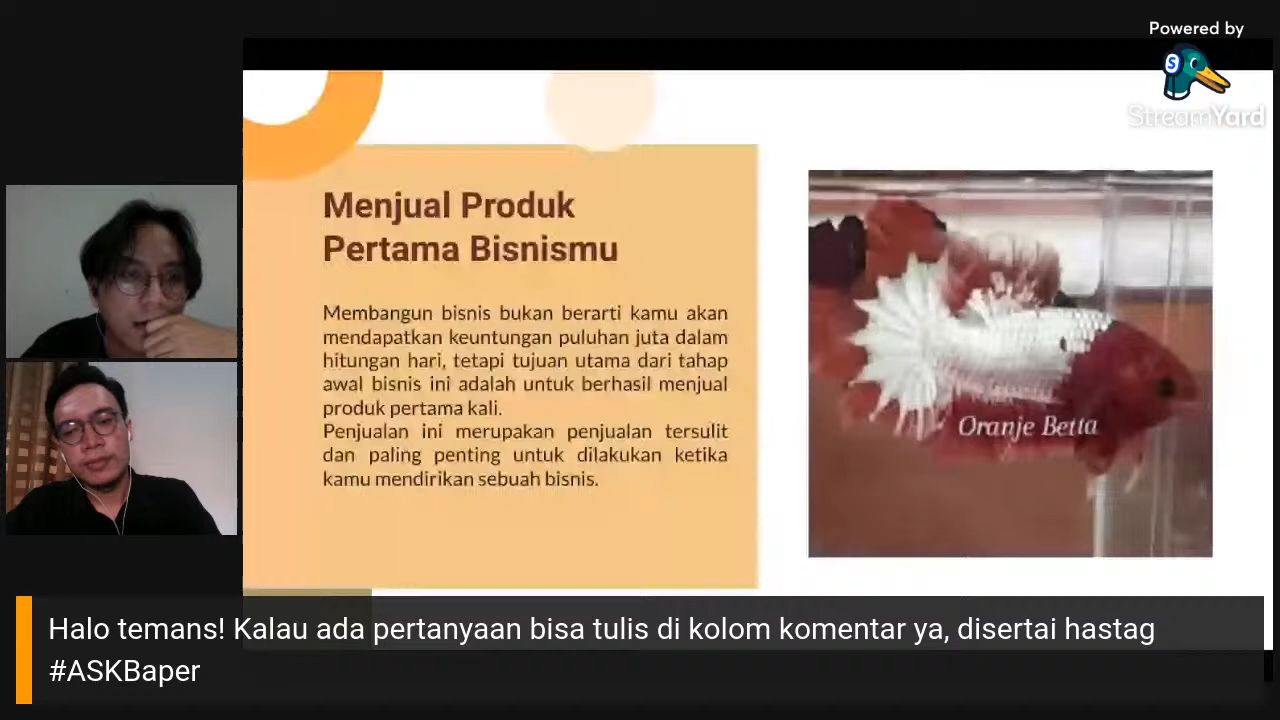 Powered by
S
StreamYard
Menjual Produk
Pertama Bisnismu
Membangun bisnis bukan berarti kamu akan
mendapatkan keuntungan puluhan juta dalam
hitungan hari, tetapi tujuan utama dari tahap
awal bisnis ini adalah untuk berhasil menjual
produk pertama kali.
Penjualan ini merupakan penjualan tersulit
dan paling penting untuk dilakukan ketika
kamu mendirikan sebuah bisnis.
Oranje Betta
Halo temans! Kalau ada pertanyaan bisa tulis di kolom komentar ya, disertai hastag
#ASKBaper